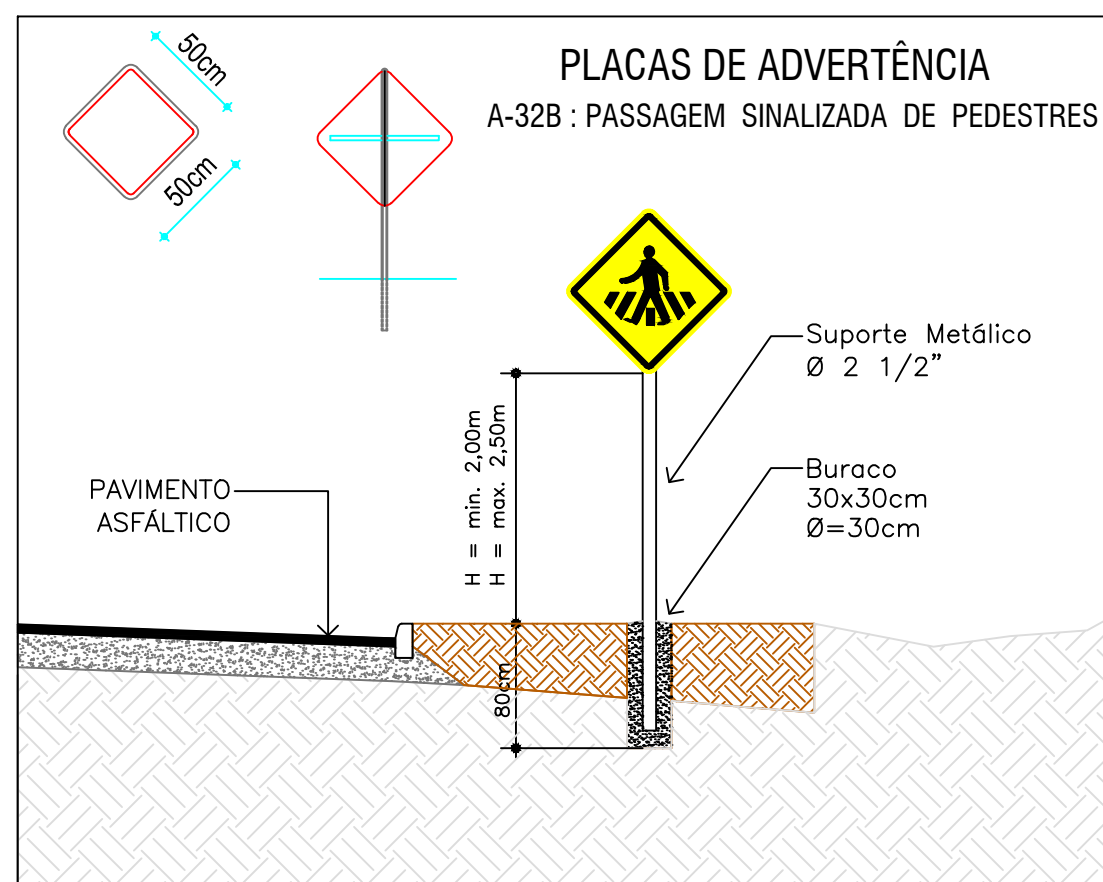 PLACAS DE ADVERTÊNCIA
A-32B : PASSAGEM SINALIZADA DE PEDESTRES
50cm
50cm
Suporte Metálico
Ø 2 1/2”
H = min. 2,00m
H = max. 2,50m
PAVIMENTO
ASFÁLTICO
Buraco
30x30cm
Ø=30cm
80cm